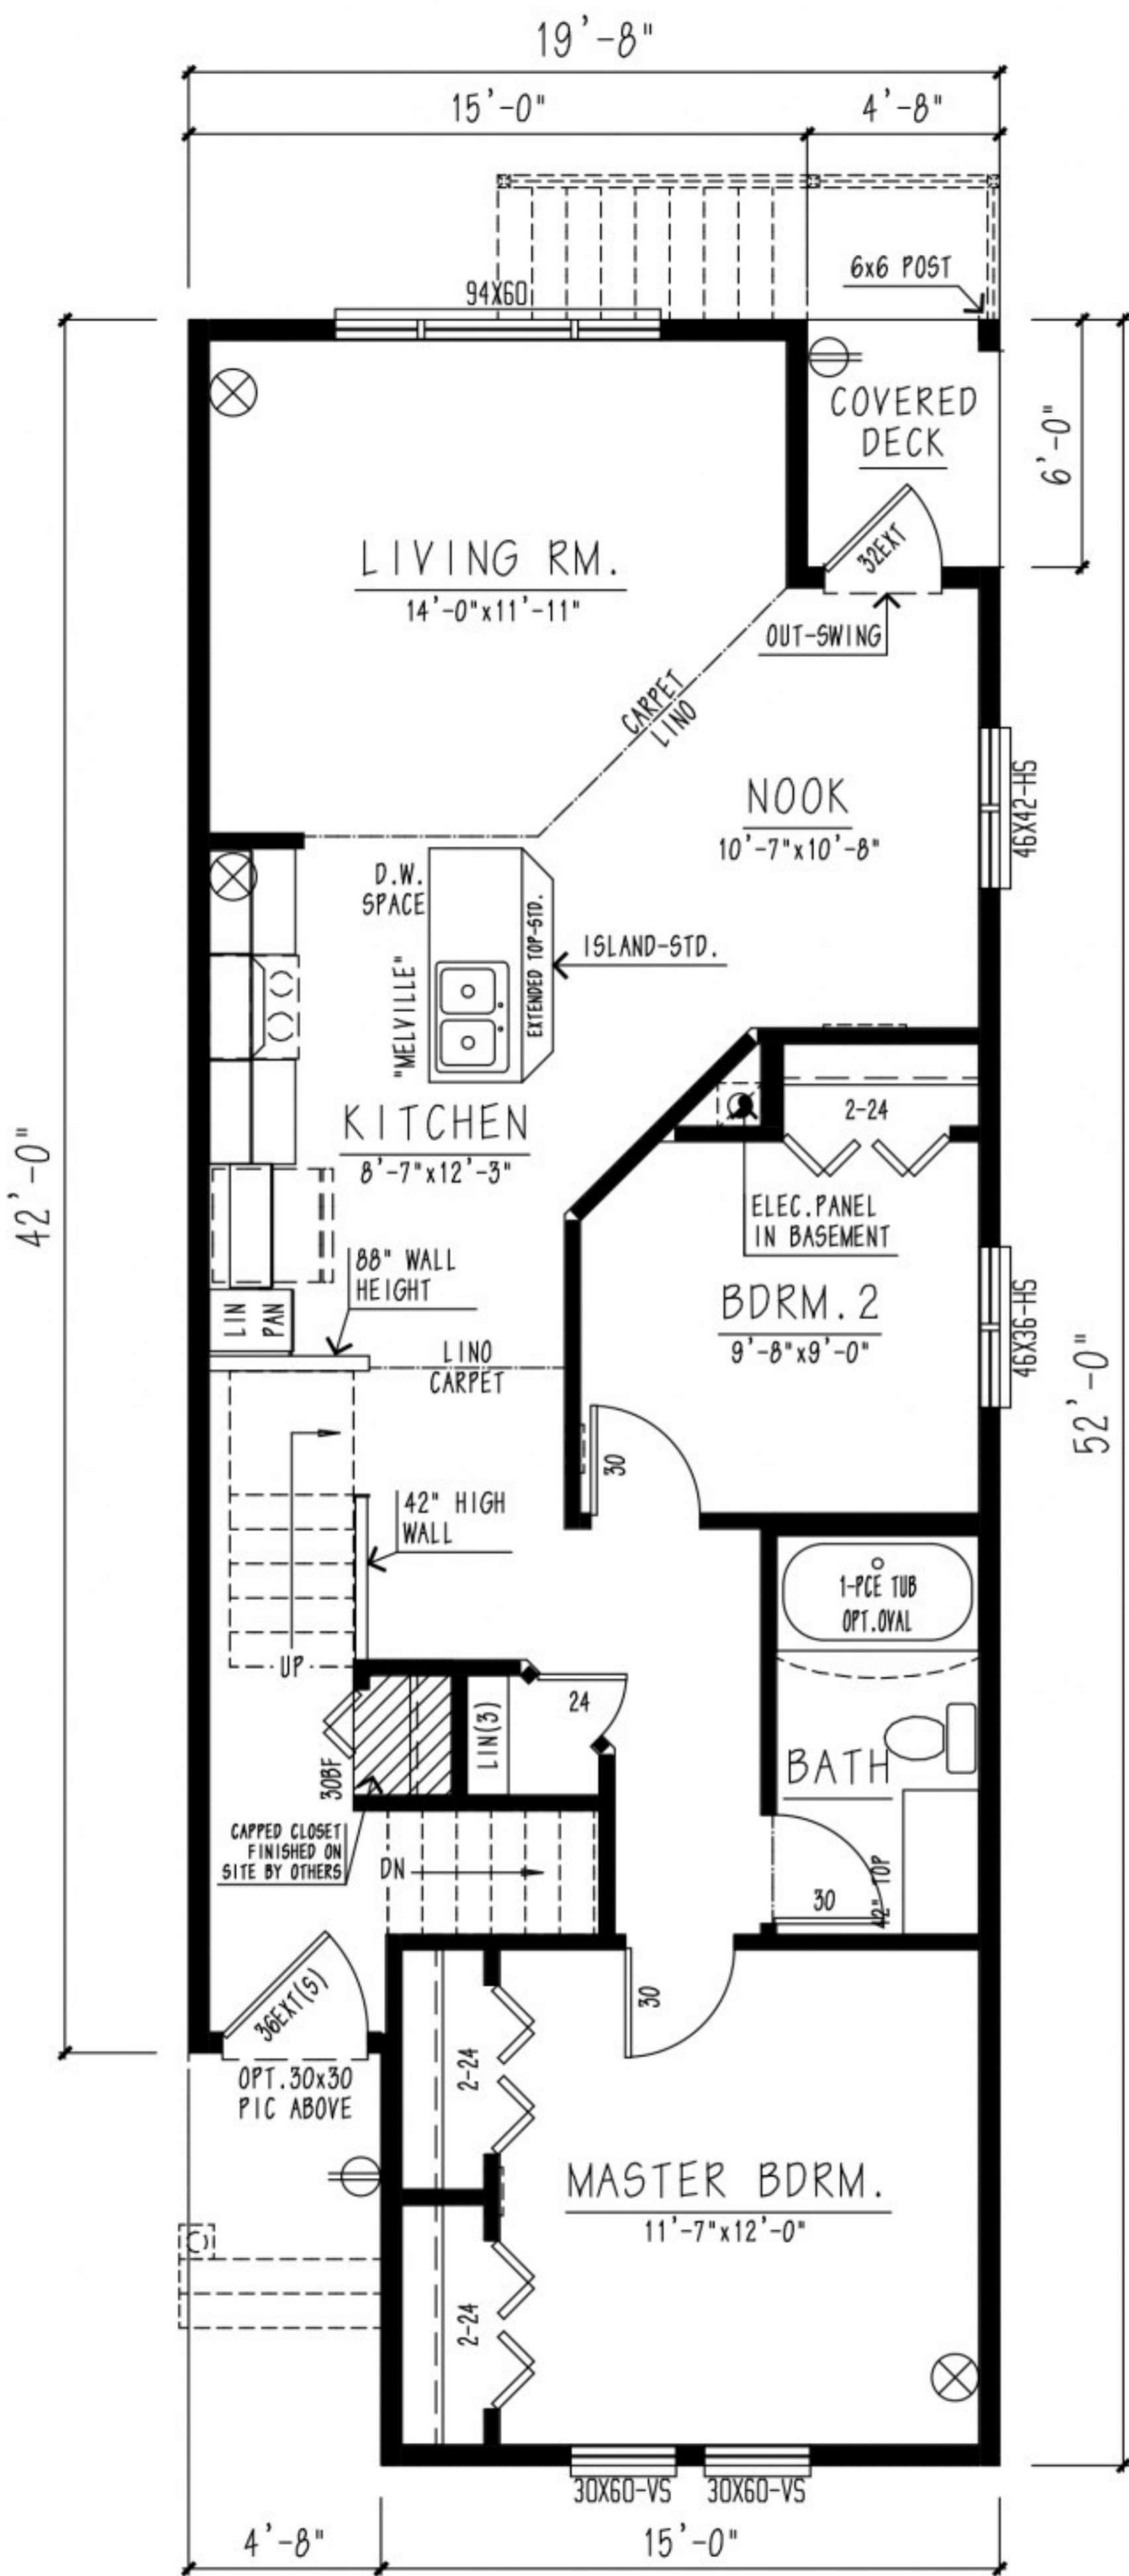 19'-8"
15'-0"
4'-8"
6x6 POST
94X60
COVERED
DECK
6'-0"
32EXT
OUT-SWING
LIVING RM.
14'-0"x11'-11"
CARPET
LINO
NOOK
10'-7"x10'-8"
46X42-HS
D.W.
SPACE
EXTENDED TOP-STD.
ISLAND-STD.
"MELVILLE"
KITCHEN
8'-7"x12'-3"
2-24
ELEC.PANEL
IN BASEMENT
42'-0"
88" WALL
HEIGHT
LIN
PAN
BDRM.2
9'-8"x9'-0"
46X36-HS
52'-0"
LINO
CARPET
30
42" HIGH
WALL
1-PCE TUB
OPT.OVAL
UP
24
LIN(3)
BATH
30BF
CAPPED CLOSET
FINISHED ON
SITE BY OTHERS
DN
30
42" TOP
36EXT(S)
30
OPT.30x30
PIC ABOVE
2-24
MASTER BDRM.
11'-7"x12'-0"
2-24
30X60-VS
30X60-VS
4'-8"
15'-0"